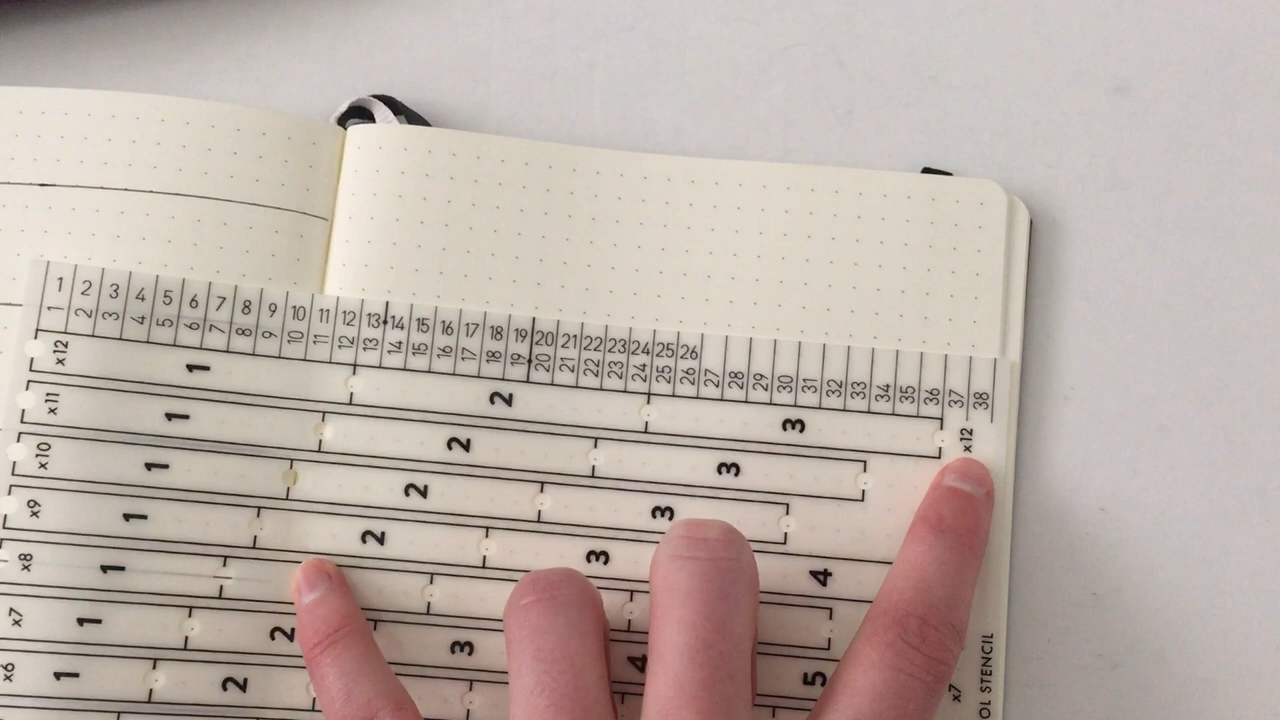 1 2 3 4 5 6 7 8 9 10 11 12 13 14 15 16 17 18 19 20 21 22 23 24 25 26
1 2 3 4 5 6 7 8 9 10 11 12 13 14 15 16 17 18 19 20 21 22 23 24 25 26 27 28 29 30 31 32 33 34 35 36 37 38
x12 1 2 3 x12
x11 1 2 3
x10 1 2 3
x9 1 2 3 4
x8 1
x7 1 2 3 4 5 x7
x6 1 2
OL STENCIL